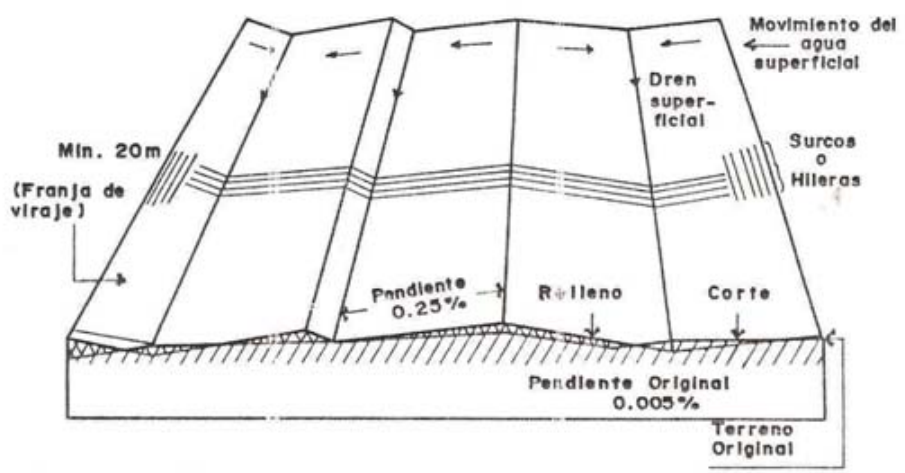 Movimiento del
agua
superficial
Dren
super-
ficial
Min. 20m
(Franja de
viraje)
Surcos
o
Hileras
Pendiente
0.25%
Relleno
Corte
Pendiente Original
0.005%
Terreno
Original